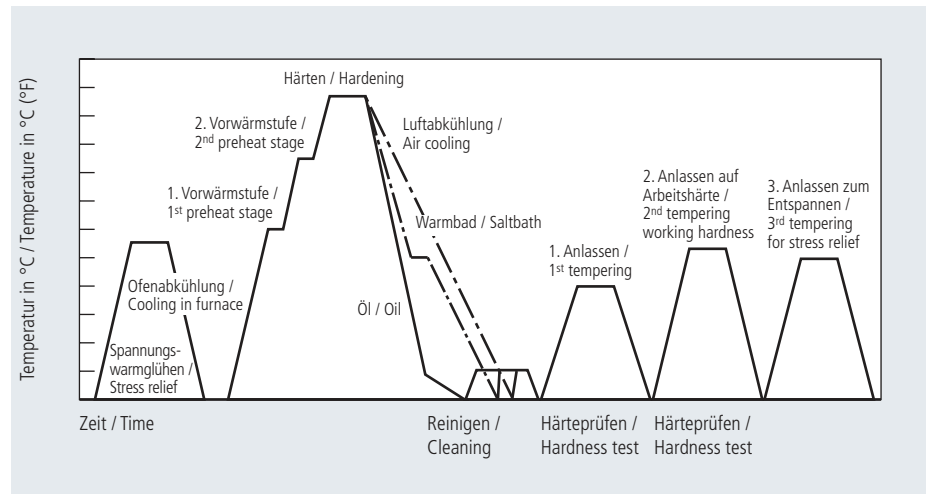 Temperatur in °C / Temperature in °C (°F)
Härten / Hardening
2. Vorwärmstufe /
2nd preheat stage
Luftabkühlung /
Air cooling
1. Vorwärmstufe /
1st preheat stage
Warmbad / Saltbath
2. Anlassen auf
Arbeitshärte /
2nd tempering
working hardness
3. Anlassen zum
Entspannen /
3rd tempering
for stress relief
1. Anlassen /
1st tempering
Ofenabkühlung /
Cooling in furnace
Öl / Oil
Spannungs-
warmglühen /
Stress relief
Zeit / Time
Reinigen /
Cleaning
Härteprüfen /
Hardness test
Härteprüfen /
Hardness test